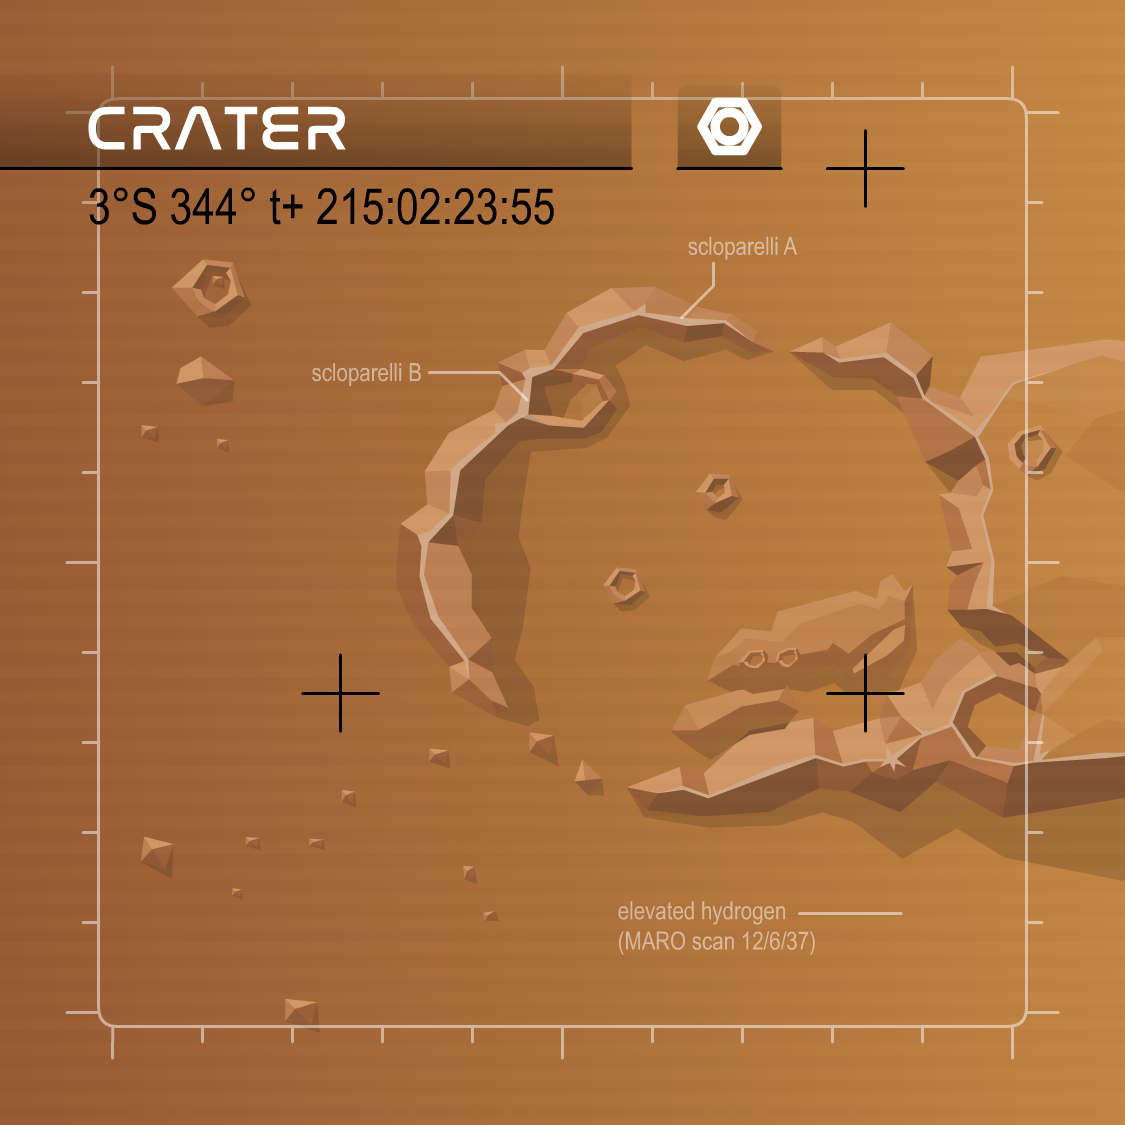 CRATER
3°S 344° t+ 215:02:23:55
scloparelli A
scloparelli B
elevated hydrogen
(MARO scan 12/6/37)